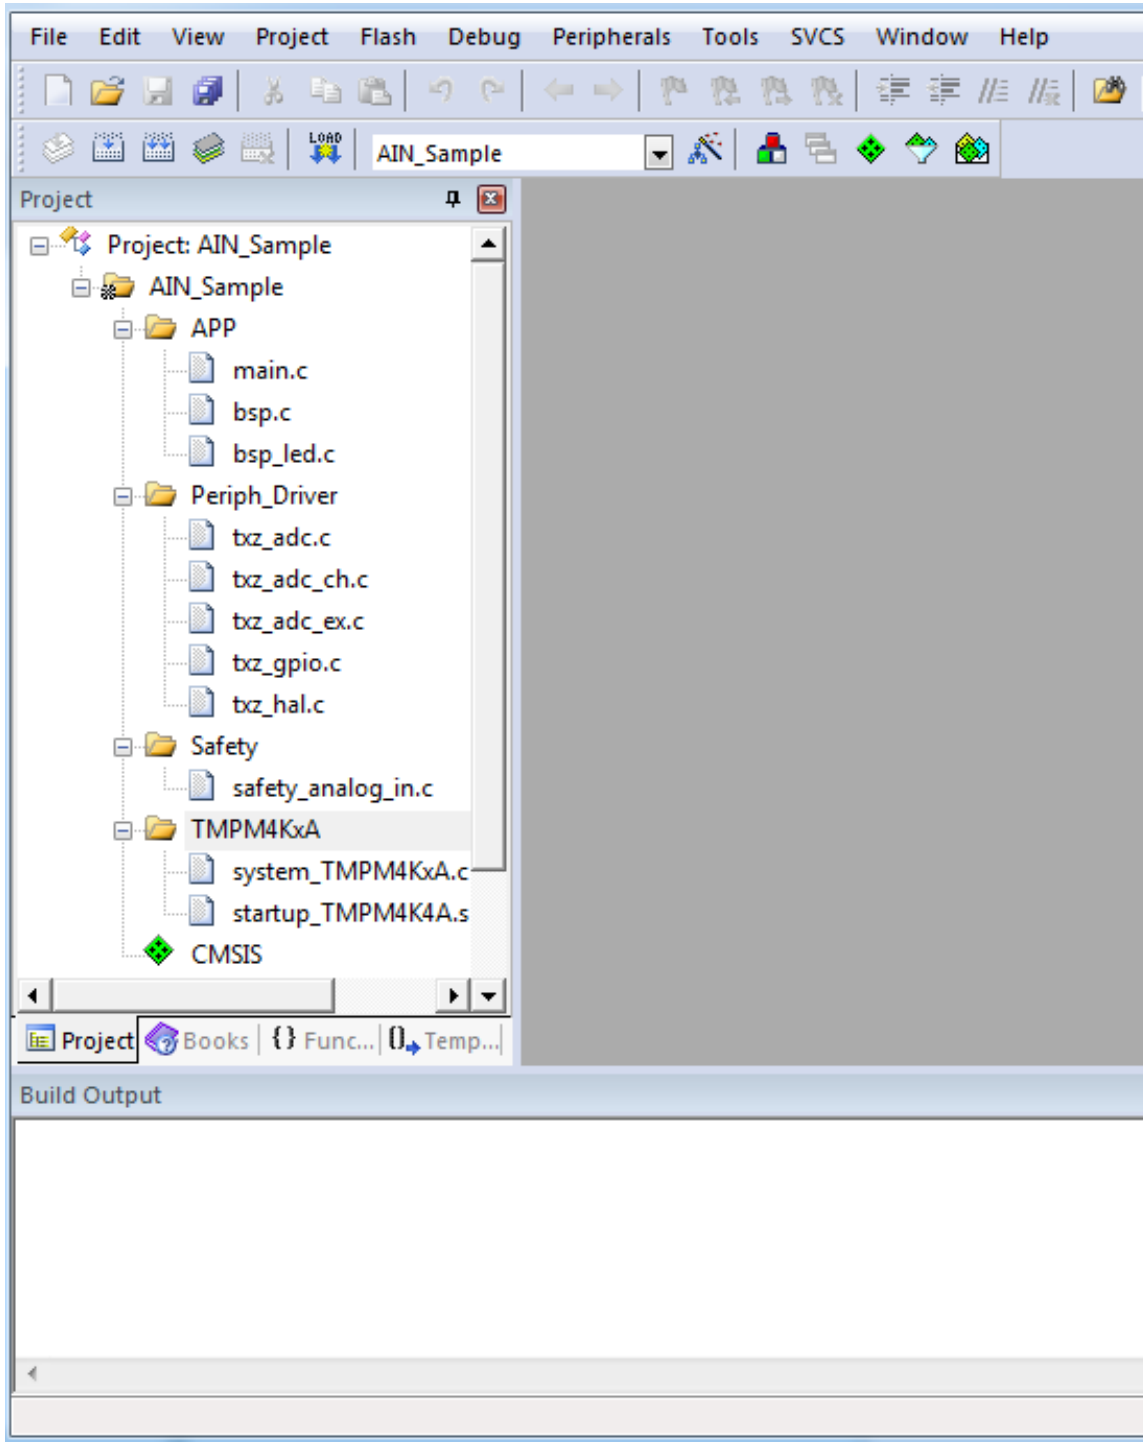 File Edit View Project Flash Debug Peripherals Tools SVCS Window Help
LOAD AIN_Sample
Project
Project: AIN_Sample
AIN_Sample
APP
main.c
bsp.c
bsp_led.c
Periph_Driver
txz_adc.c
txz_adc_ch.c
txz_adc_ex.c
txz_gpio.c
txz_hal.c
Safety
safety_analog_in.c
TMPM4KxA
system_TMPM4KxA.c
startup_TMPM4K4A.s
CMSIS
Project Books {} Func... 0 Temp...
Build Output